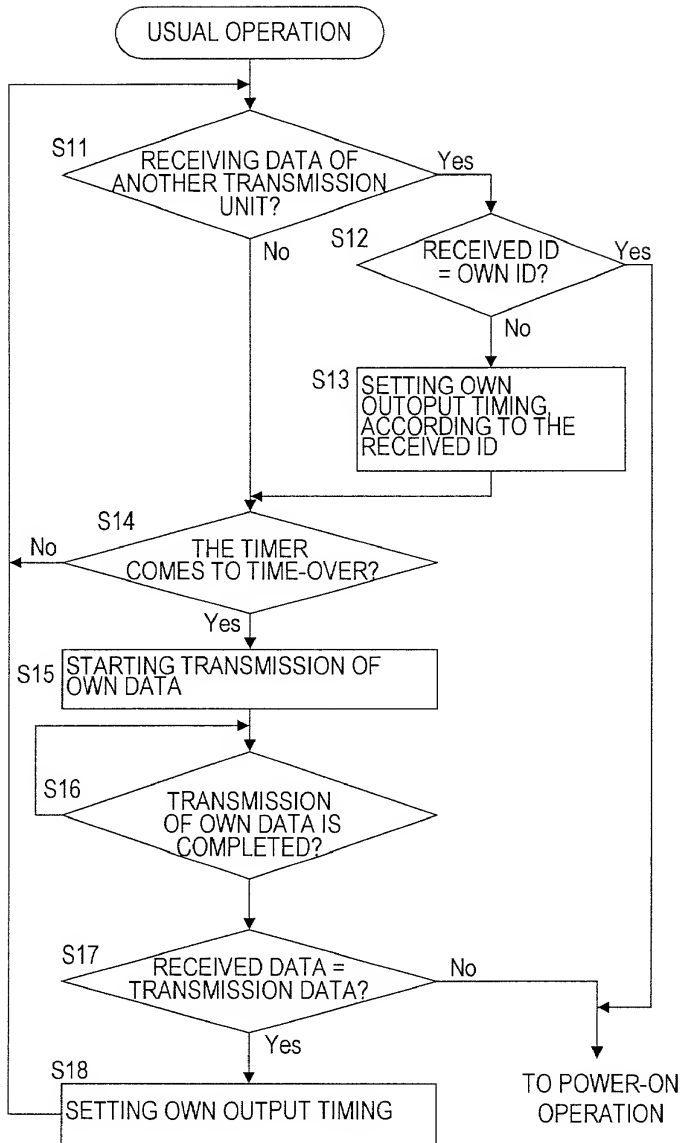 USUAL OPERATION
S11
RECEIVING DATA OF
ANOTHER TRANSMISSION
UNIT?
Yes
No
S12
RECEIVED ID
= OWN ID?
Yes
No
S13
SETTING OWN
OUTOPUT TIMING,
ACCORDING TO THE
RECEIVED ID
S14
No
THE TIMER
COMES TO TIME-OVER?
Yes
S15
STARTING TRANSMISSION OF
OWN DATA
S16
TRANSMISSION
OF OWN DATA IS
COMPLETED?
S17
RECEIVED DATA =
TRANSMISSION DATA?
No
Yes
S18
SETTING OWN OUTPUT TIMING
TO POWER-ON
OPERATION